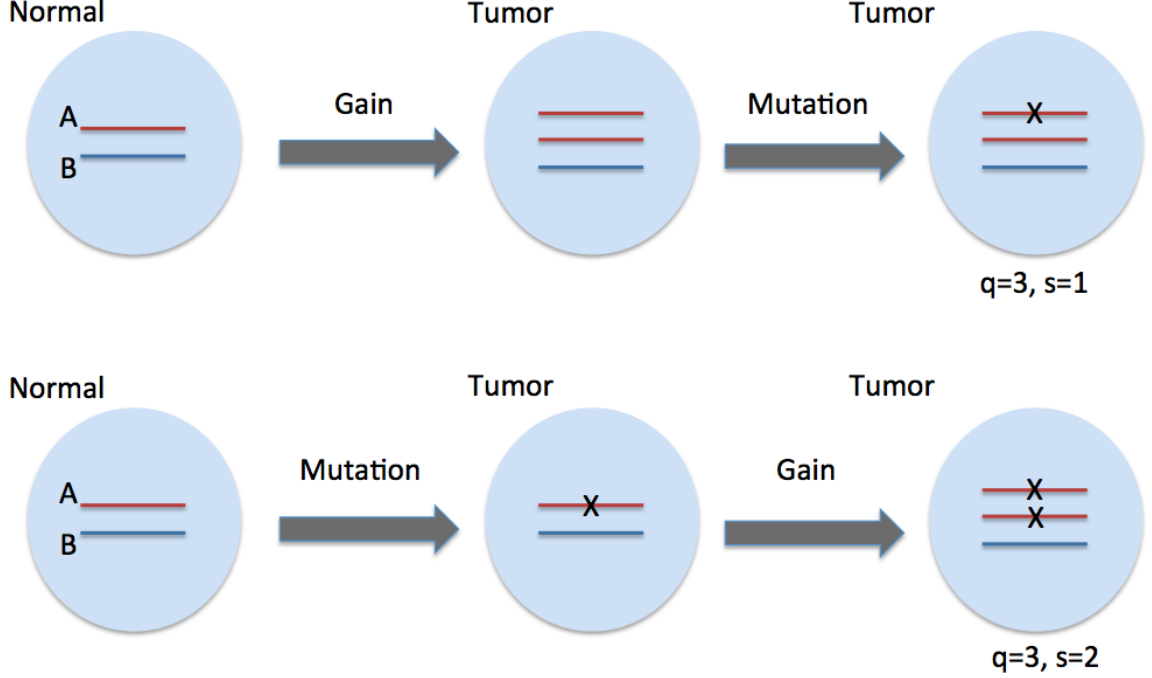 Normal
Tumor
Tumor
Gain
Mutation
A
B
X
q=3, s=1
Normal
Tumor
Tumor
Mutation
Gain
A
B
X
X
X
q=3, s=2